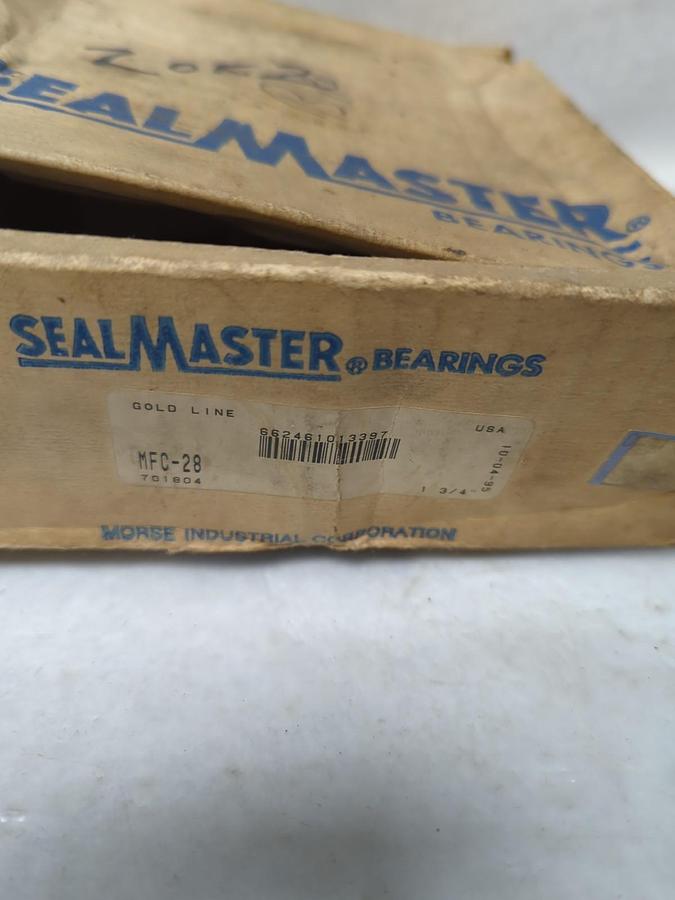 SEALMASTER®
BEARINGS
SEALMASTER® BEARINGS
GOLD LINE
662461013397
USA
MFC-28
701804
10-04-95
1 3/4
MORSE INDUSTRIAL CORPORATION